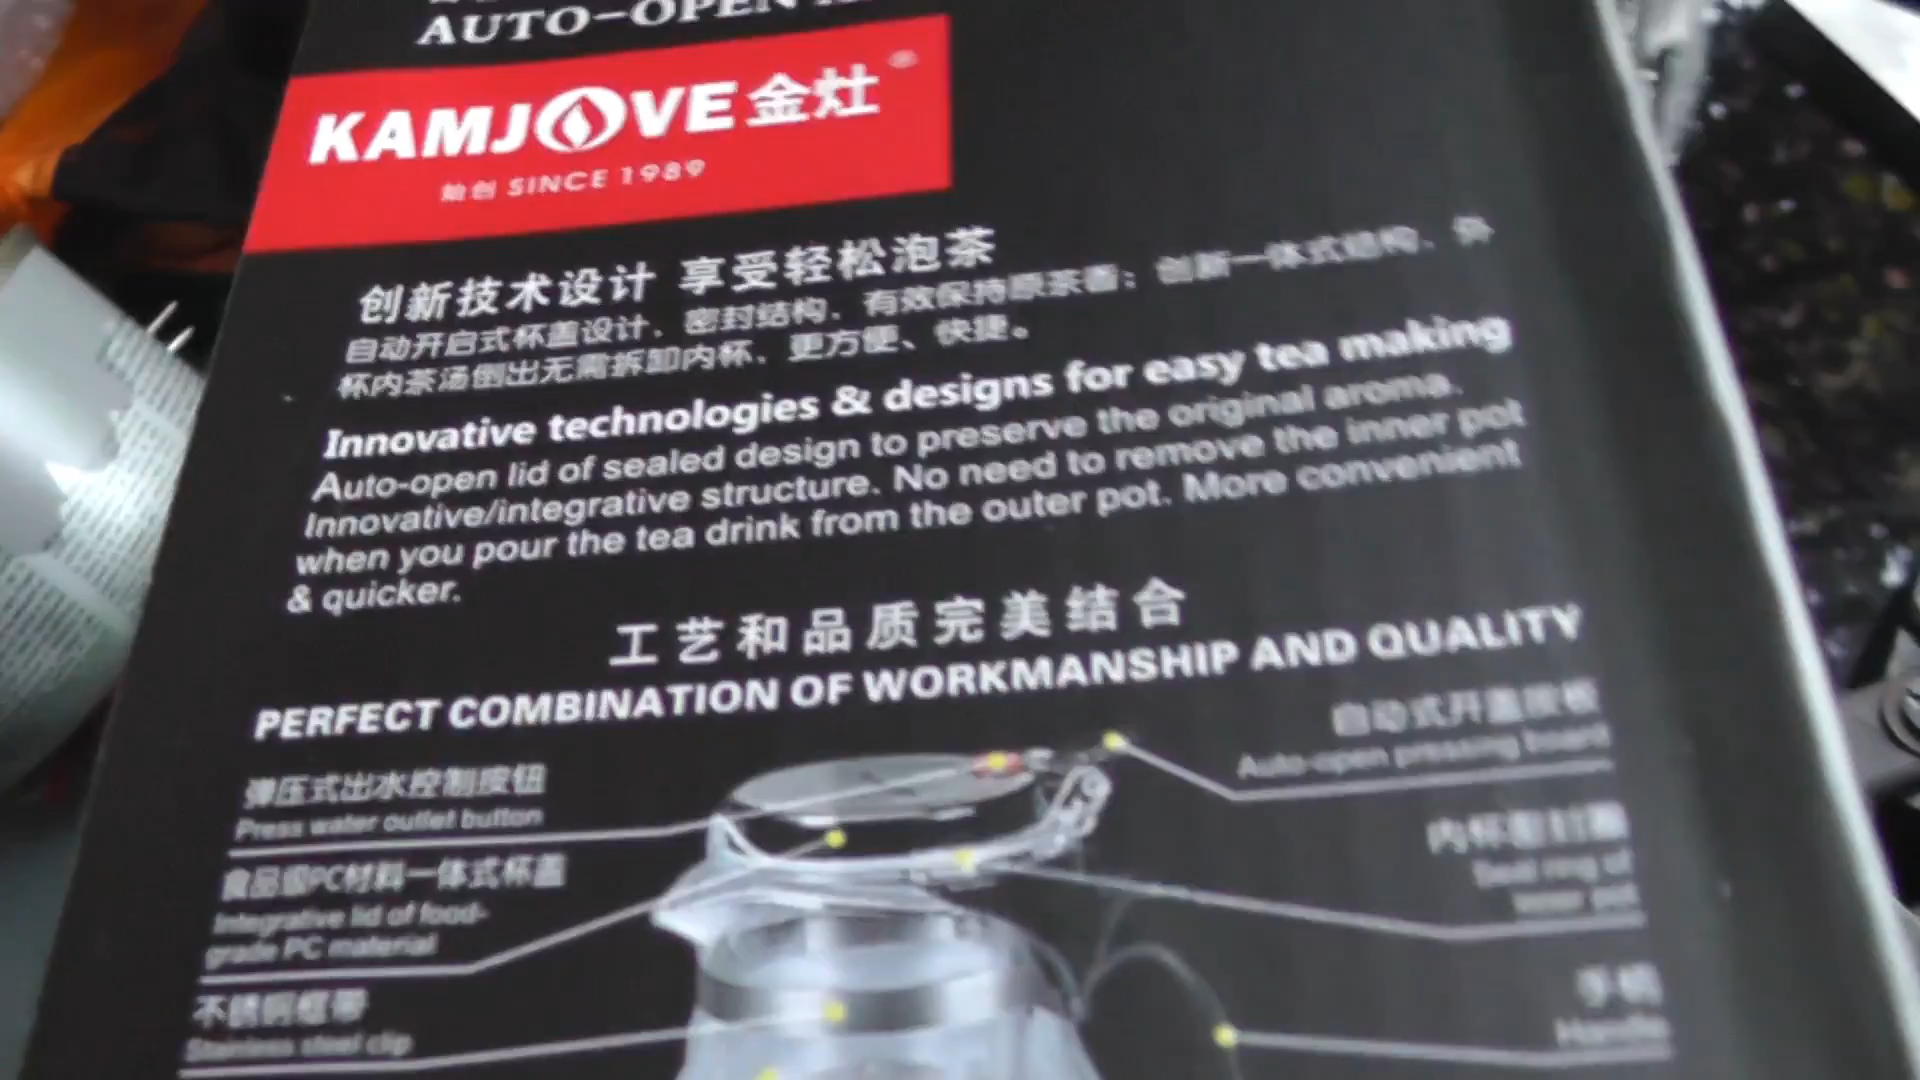 AUTO-OPEN
KAMJOVE 金灶 ®
始创 SINCE 1989
创新技术设计 享受轻松泡茶
自动开启式杯盖设计、密封结构、有效保持原茶香；创新一体式结构、外
杯内茶汤倒出无需拆卸内杯、更方便、快捷。
Innovative technologies & designs for easy tea making
Auto-open lid of sealed design to preserve the original aroma.
Innovative/integrative structure. No need to remove the inner pot
when you pour the tea drink from the outer pot. More convenient
& quicker.
工艺和品质完美结合
PERFECT COMBINATION OF WORKMANSHIP AND QUALITY
自动式开盖按板
Auto-open pressing board
弹压式出水控制按钮
Press water outlet button
内杯密封圈
Seal ring of
inner pot
食品级PC材料一体式杯盖
Integrative lid of food-
grade PC material
手柄
Handle
不锈钢框带
Stainless steel clip